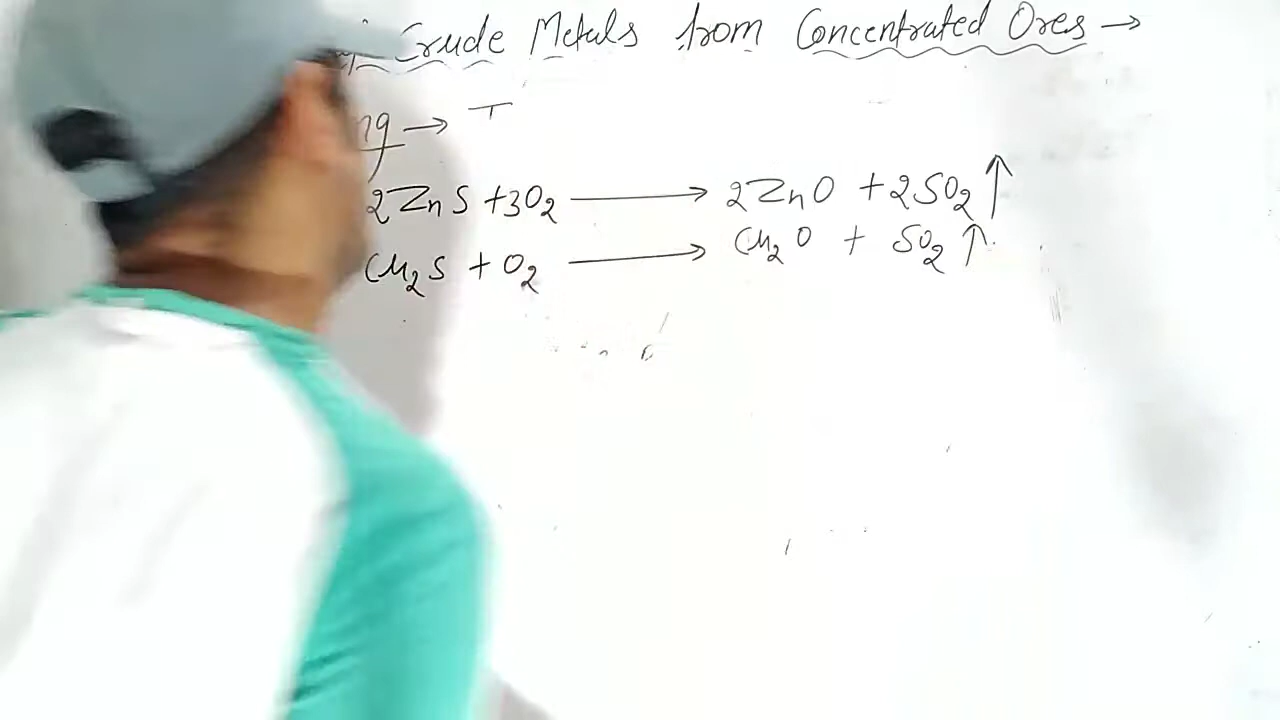 Crude Metals from Concentrated Ores →
ng → T
2ZnS + 3O2 → 2ZnO + 2SO2 ↑
Cu2S + O2 → Cu2O + SO2 ↑